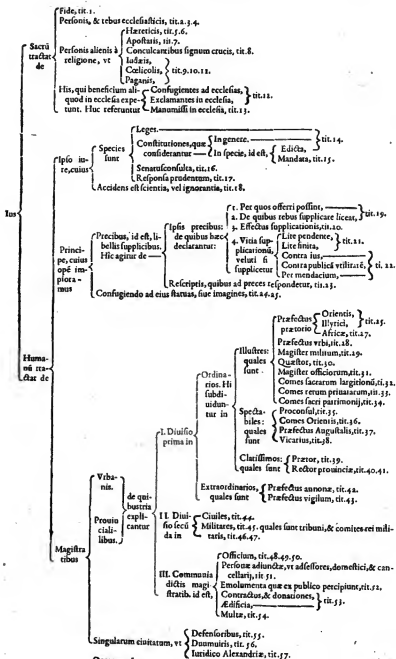 Fide, tit.1.
Personis, & rebus ecclesiasticis, tit.2.3.4.
Sacrū tractat de
Personis alienis à religione, vt
Hæreticis, tit.5.6.
Apostatis, tit.7.
Conculcantibus signum crucis, tit.8.
Iudæis,
Cœlicolis,
Paganis,
tit.9.10.11.
His, qui beneficium aliquod in ecclesia expetunt. Huc referuntur
Confugientes ad ecclesias,
Exclamantes in ecclesia,
tit.12.
Manumissi in ecclesia, tit.13.
Ius
Ipso iure, cuius
Species sunt
Leges.
Constitutiones, quæ considerantur
In genere.
In specie, id est,
Edicta,
Mandata, tit.15.
tit.14.
Senatusconsulta, tit.16.
Responsa prudentum, tit.17.
Accidens est scientia, vel ignorantia, tit.18.
Principe, cuius opē imploramus
Precibus, id est, libellis supplicibus. Hîc agitur de
Ipsis precibus: de quibus hæc declarantur:
1. Per quos offerri possint,
2. De quibus rebus supplicare liceat,
tit.19.
3. Effectus supplicationis, tit.20.
4. Vitia supplicationū, veluti si supplicetur
Lite pendente,
Lite finita,
tit.21.
Contra ius,
Contra publicā vtilitatē,
Per mendacium,
ti.22.
Rescriptis, quibus ad preces respondetur, tit.23.
Confugiendo ad eius statuas, siue imagines, tit.24.25.
Humanū tractat de
Magistratibus
Vrbanis.
Prouincialibus.
de quibus tria explicantur
I. Diuisio prima in
Ordinarios. Hi subdiuiduntur in
Illustres: quales sunt
Præfectus prætorio
Orientis,
Illyrici,
tit.25.
Africæ, tit.27.
Præfectus vrbi, tit.28.
Magister militum, tit.29.
Quæstor, tit.30.
Magister officiorum, tit.31.
Comes sacrarum largitionū, ti.32.
Comes rerum priuatarum, tit.33.
Comes sacri patrimonij, tit.34.
Spectabiles: quales sunt
Proconsul, tit.35.
Comes Orientis, tit.36.
Præfectus Augustalis, tit.37.
Vicarius, tit.38.
Clarissimos: quales sunt
Prætor, tit.39.
Rector prouinciæ, tit.40.41.
Extraordinarios, quales sunt
Præfectus annonæ, tit.42.
Præfectus vigilum, tit.43.
II. Diuisio secūda in
Ciuiles, tit.44.
Militares, tit.45. quales sunt tribuni, & comites rei militaris, tit.46.47.
III. Communia dictis magistratib. id est,
Officium, tit.48.49.50.
Personæ adiunctæ, vt adsessores, domestici, & cancellarij, tit.51.
Emolumenta quæ ex publico percipiunt, tit.52.
Contractus, & donationes,
Ædificia,
tit.53.
Multæ, tit.54.
Singularum ciuitatum, vt
Defensoribus, tit.55.
Duumuiris, tit.56.
Iuridico Alexandriæ, tit.57.